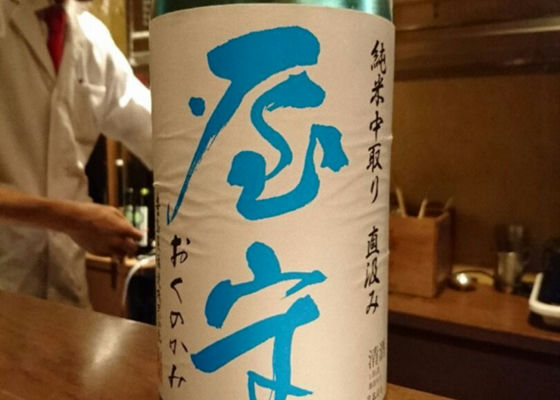 純米中取り 直汲み
屋守
おくのかみ
清酒